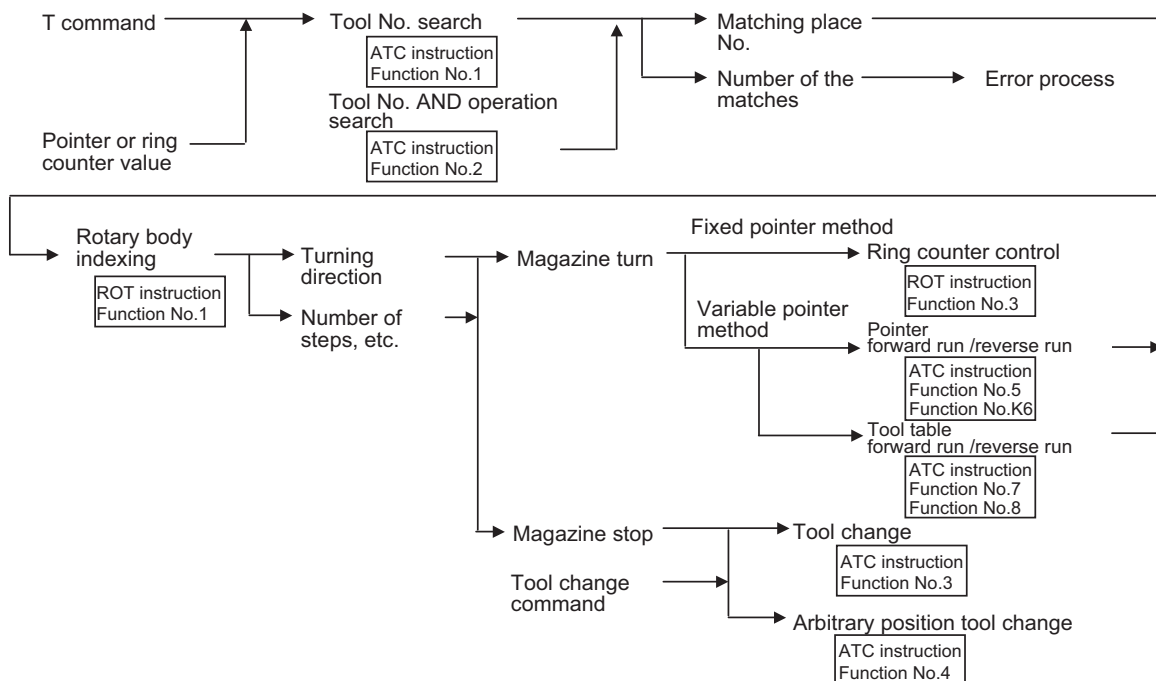 T command
Tool No. search
ATC instruction
Function No.1
Tool No. AND operation
search
ATC instruction
Function No.2
Pointer or ring
counter value
Matching place
No.
Number of the
matches
Error process
Rotary body
indexing
ROT instruction
Function No.1
Turning
direction
Number of
steps, etc.
Magazine turn
Fixed pointer method
Ring counter control
ROT instruction
Function No.3
Variable pointer
method
Pointer
forward run /reverse run
ATC instruction
Function No.5
Function No.K6
Tool table
forward run /reverse run
ATC instruction
Function No.7
Function No.8
Magazine stop
Tool change
command
Tool change
ATC instruction
Function No.3
Arbitrary position tool change
ATC instruction
Function No.4